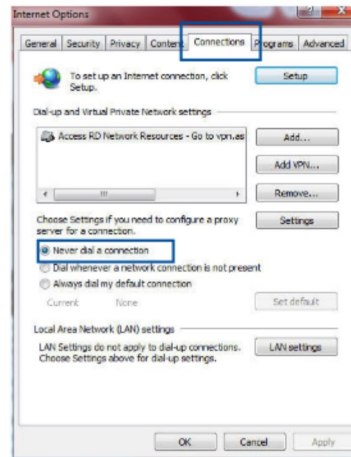 Internet Options
General Security Privacy Content Connections Programs Advanced
To set up an Internet connection, click
Setup.
Setup
Dial-up and Virtual Private Network settings
Access RD Network Resources - Go to vpn.as
Add...
Add VPN...
Remove...
Choose Settings if you need to configure a proxy
server for a connection.
Settings
Never dial a connection
Dial whenever a network connection is not present
Always dial my default connection
Current None
Set default
Local Area Network (LAN) settings
LAN Settings do not apply to dial-up connections.
Choose Settings above for dial-up settings.
LAN settings
OK Cancel Apply